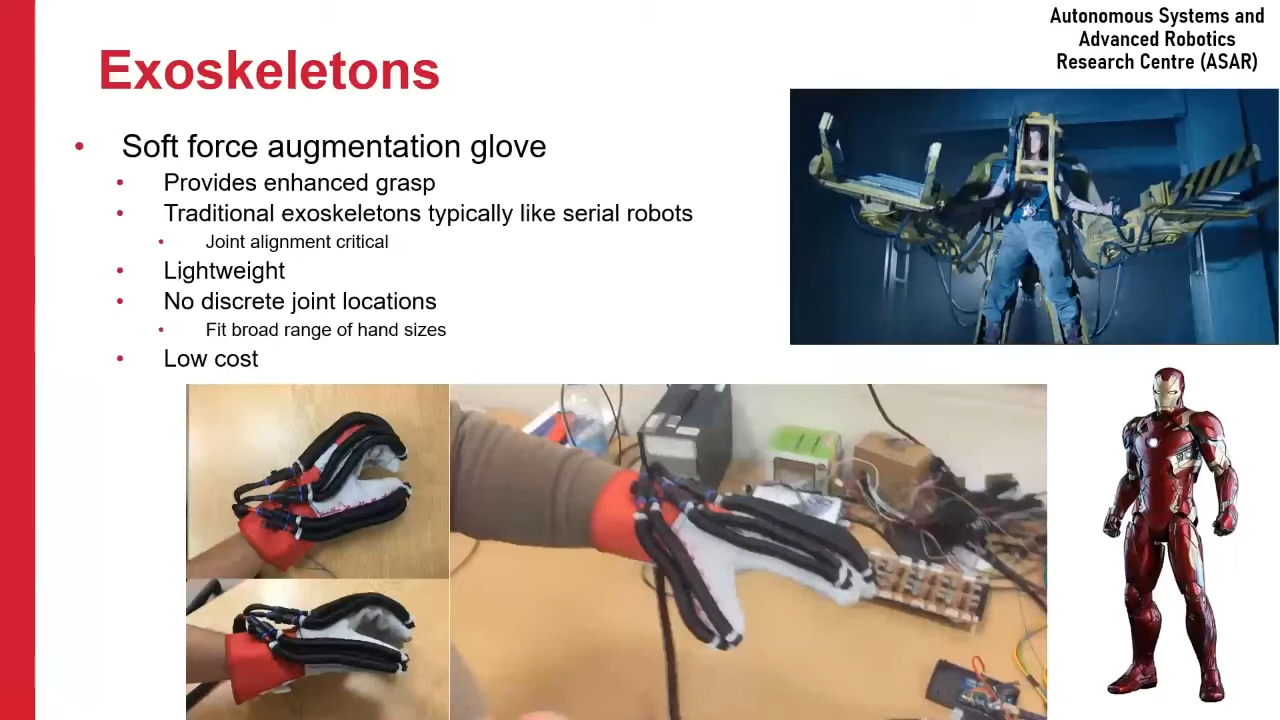 Autonomous Systems and
Advanced Robotics
Research Centre (ASAR)
Exoskeletons
• Soft force augmentation glove
• Provides enhanced grasp
• Traditional exoskeletons typically like serial robots
• Joint alignment critical
• Lightweight
• No discrete joint locations
• Fit broad range of hand sizes
• Low cost